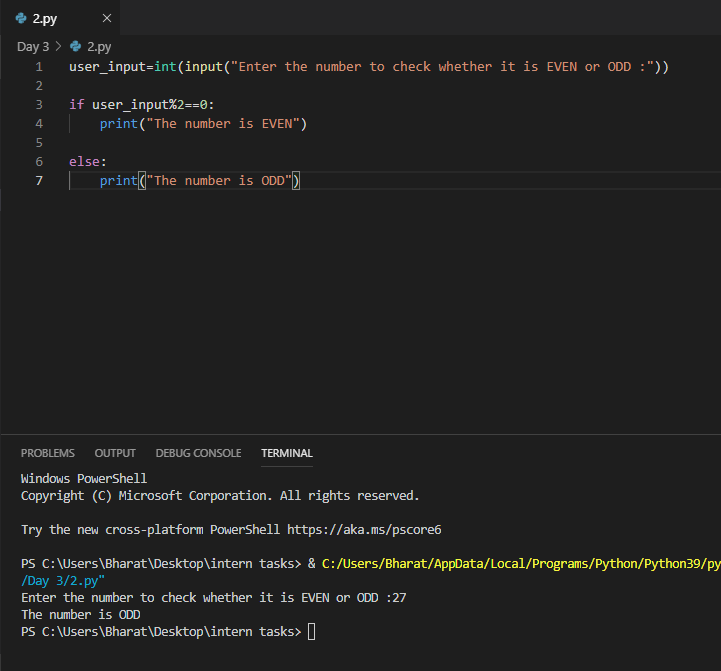 2.py
Day 3 > 2.py
1 user_input=int(input("Enter the number to check whether it is EVEN or ODD :"))
2
3 if user_input%2==0:
4     print("The number is EVEN")
5
6 else:
7     print("The number is ODD")
PROBLEMS OUTPUT DEBUG CONSOLE TERMINAL
Windows PowerShell
Copyright (C) Microsoft Corporation. All rights reserved.
Try the new cross-platform PowerShell https://aka.ms/pscore6
PS C:\Users\Bharat\Desktop\intern tasks> & C:/Users/Bharat/AppData/Local/Programs/Python/Python39/py
/Day 3/2.py"
Enter the number to check whether it is EVEN or ODD :27
The number is ODD
PS C:\Users\Bharat\Desktop\intern tasks>